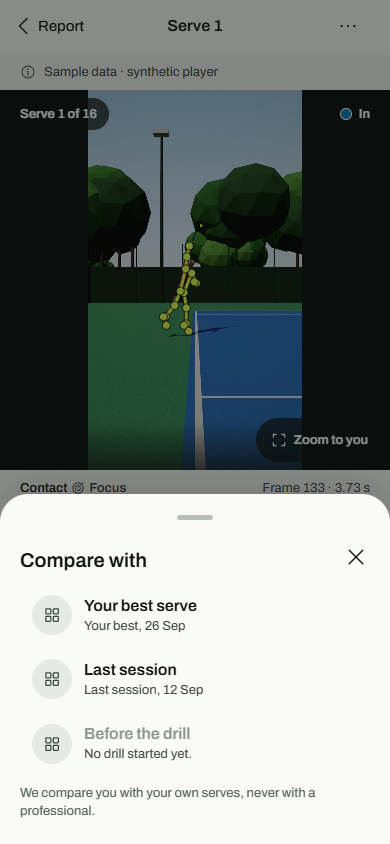 Report
Serve 1
Sample data · synthetic player
Serve 1 of 16
In
Zoom to you
Contact Focus
Frame 133 · 3.73 s
Compare with
Your best serve
Your best, 26 Sep
Last session
Last session, 12 Sep
Before the drill
No drill started yet.
We compare you with your own serves, never with a
professional.